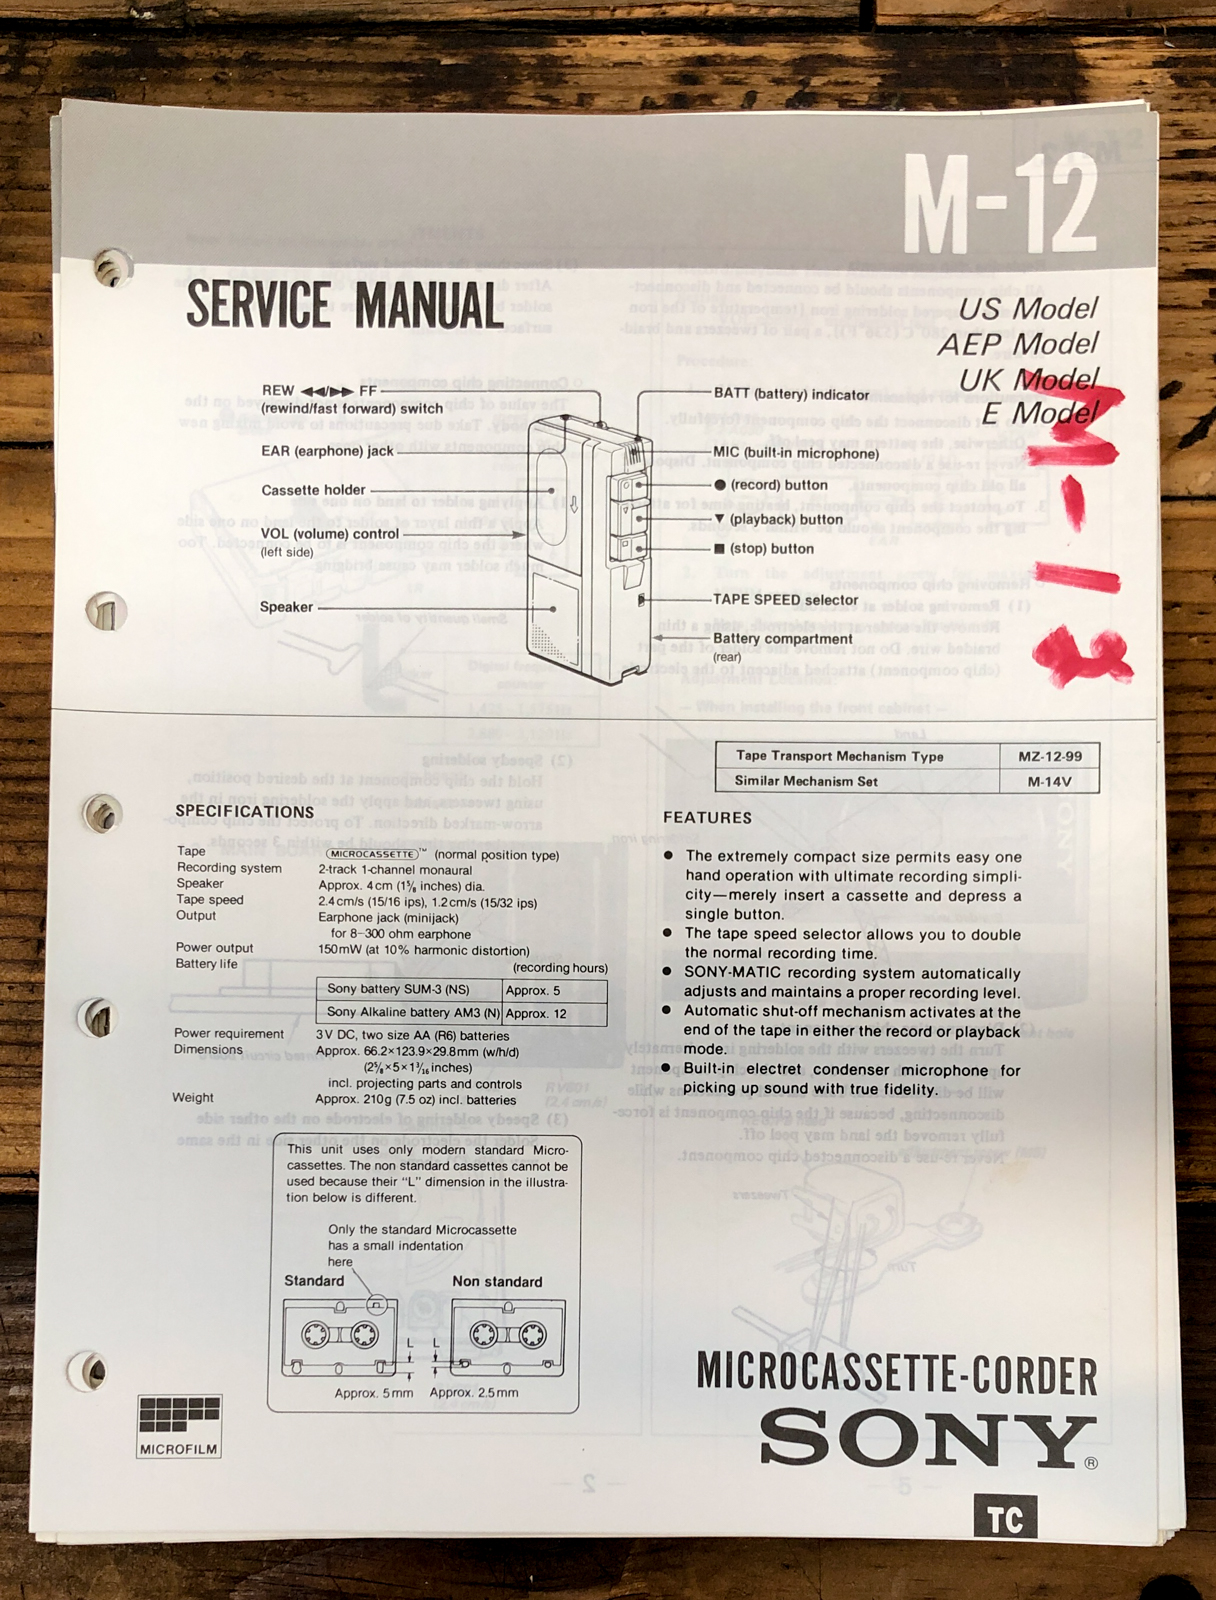 M-12
SERVICE MANUAL
US Model
AEP Model
UK Model
E Model
REW ◀◀/▶▶ FF
(rewind/fast forward) switch
EAR (earphone) jack
Cassette holder
VOL (volume) control
(left side)
Speaker
BATT (battery) indicator
MIC (built-in microphone)
● (record) button
▼ (playback) button
■ (stop) button
TAPE SPEED selector
Battery compartment
(rear)
M-12
Tape Transport Mechanism Type MZ-12-99
Similar Mechanism Set M-14V
SPECIFICATIONS
Tape MICROCASSETTE™ (normal position type)
Recording system 2-track 1-channel monaural
Speaker Approx. 4 cm (1⅝ inches) dia.
Tape speed 2.4 cm/s (15/16 ips), 1.2 cm/s (15/32 ips)
Output Earphone jack (minijack)
for 8–300 ohm earphone
Power output 150 mW (at 10% harmonic distortion)
Battery life (recording hours)
Sony battery SUM-3 (NS) Approx. 5
Sony Alkaline battery AM3 (N) Approx. 12
Power requirement 3 V DC, two size AA (R6) batteries
Dimensions Approx. 66.2×123.9×29.8 mm (w/h/d)
(2⅝×5×1³⁄₁₆ inches)
incl. projecting parts and controls
Weight Approx. 210 g (7.5 oz) incl. batteries
FEATURES
● The extremely compact size permits easy one
hand operation with ultimate recording simpli-
city—merely insert a cassette and depress a
single button.
● The tape speed selector allows you to double
the normal recording time.
● SONY-MATIC recording system automatically
adjusts and maintains a proper recording level.
● Automatic shut-off mechanism activates at the
end of the tape in either the record or playback
mode.
● Built-in electret condenser microphone for
picking up sound with true fidelity.
This unit uses only modern standard Micro-
cassettes. The non standard cassettes cannot be
used because their "L" dimension in the illustra-
tion below is different.
Only the standard Microcassette
has a small indentation
here
Standard Non standard
L L
Approx. 5 mm Approx. 2.5 mm
MICROFILM
MICROCASSETTE-CORDER
SONY®
TC